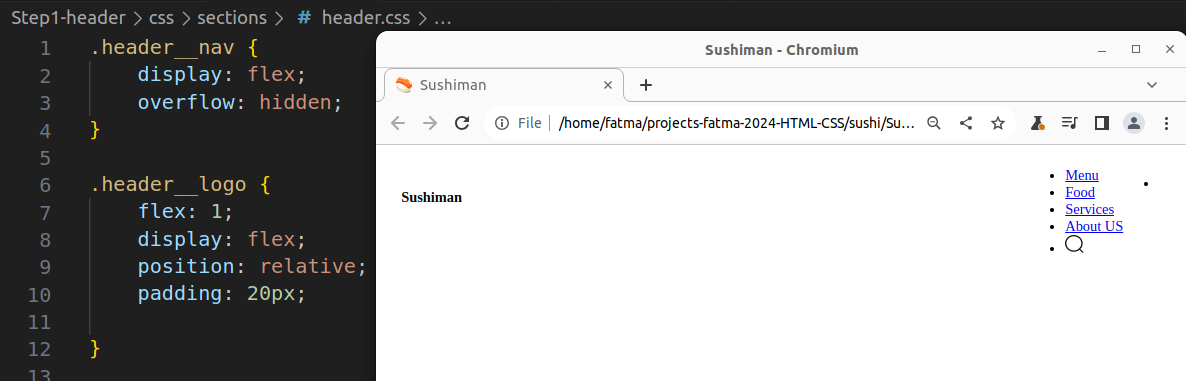 Step1-header > css > sections > # header.css > ...
1 .header__nav {
2 display: flex;
3 overflow: hidden;
4 }
5
6 .header__logo {
7 flex: 1;
8 display: flex;
9 position: relative;
10 padding: 20px;
11
12 }
13
Sushiman - Chromium
Sushiman
File | /home/fatma/projects-fatma-2024-HTML-CSS/sushi/Su...
Sushiman
Menu
Food
Services
About US